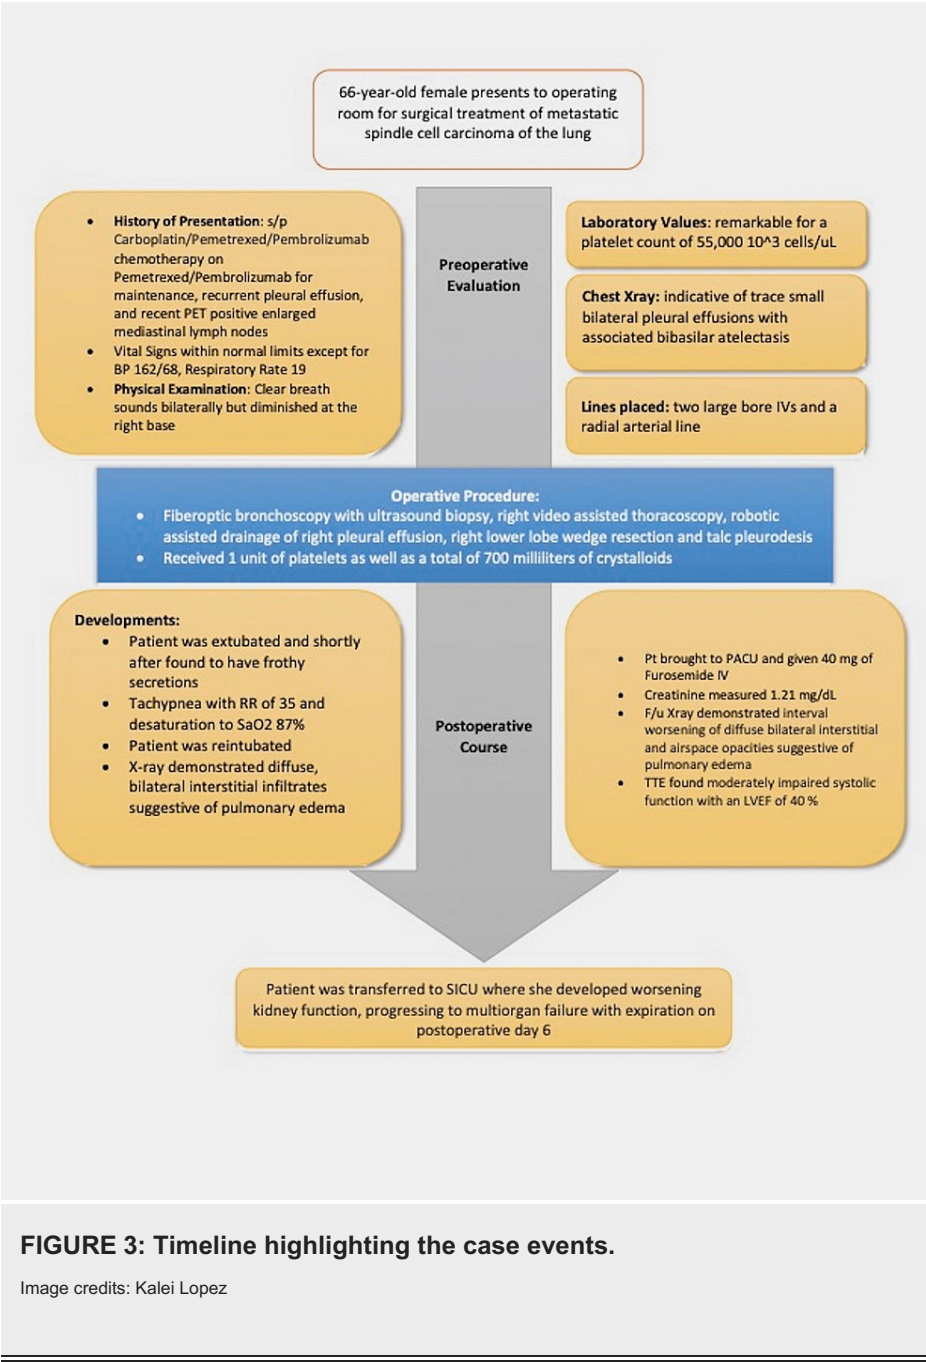 66-year-old female presents to operating
room for surgical treatment of metastatic
spindle cell carcinoma of the lung
• History of Presentation: s/p
Carboplatin/Pemetrexed/Pembrolizumab
chemotherapy on
Pemetrexed/Pembrolizumab for
maintenance, recurrent pleural effusion,
and recent PET positive enlarged
mediastinal lymph nodes
• Vital Signs within normal limits except for
BP 162/68, Respiratory Rate 19
• Physical Examination: Clear breath
sounds bilaterally but diminished at the
right base
Preoperative
Evaluation
Laboratory Values: remarkable for a
platelet count of 55,000 10^3 cells/uL
Chest Xray: indicative of trace small
bilateral pleural effusions with
associated bibasilar atelectasis
Lines placed: two large bore IVs and a
radial arterial line
Operative Procedure:
• Fiberoptic bronchoscopy with ultrasound biopsy, right video assisted thoracoscopy, robotic
assisted drainage of right pleural effusion, right lower lobe wedge resection and talc pleurodesis
• Received 1 unit of platelets as well as a total of 700 milliliters of crystalloids
Developments:
• Patient was extubated and shortly
after found to have frothy
secretions
• Tachypnea with RR of 35 and
desaturation to SaO2 87%
• Patient was reintubated
• X-ray demonstrated diffuse,
bilateral interstitial infiltrates
suggestive of pulmonary edema
Postoperative
Course
• Pt brought to PACU and given 40 mg of
Furosemide IV
• Creatinine measured 1.21 mg/dL
• F/u Xray demonstrated interval
worsening of diffuse bilateral interstitial
and airspace opacities suggestive of
pulmonary edema
• TTE found moderately impaired systolic
function with an LVEF of 40 %
Patient was transferred to SICU where she developed worsening
kidney function, progressing to multiorgan failure with expiration on
postoperative day 6
FIGURE 3: Timeline highlighting the case events.
Image credits: Kalei Lopez